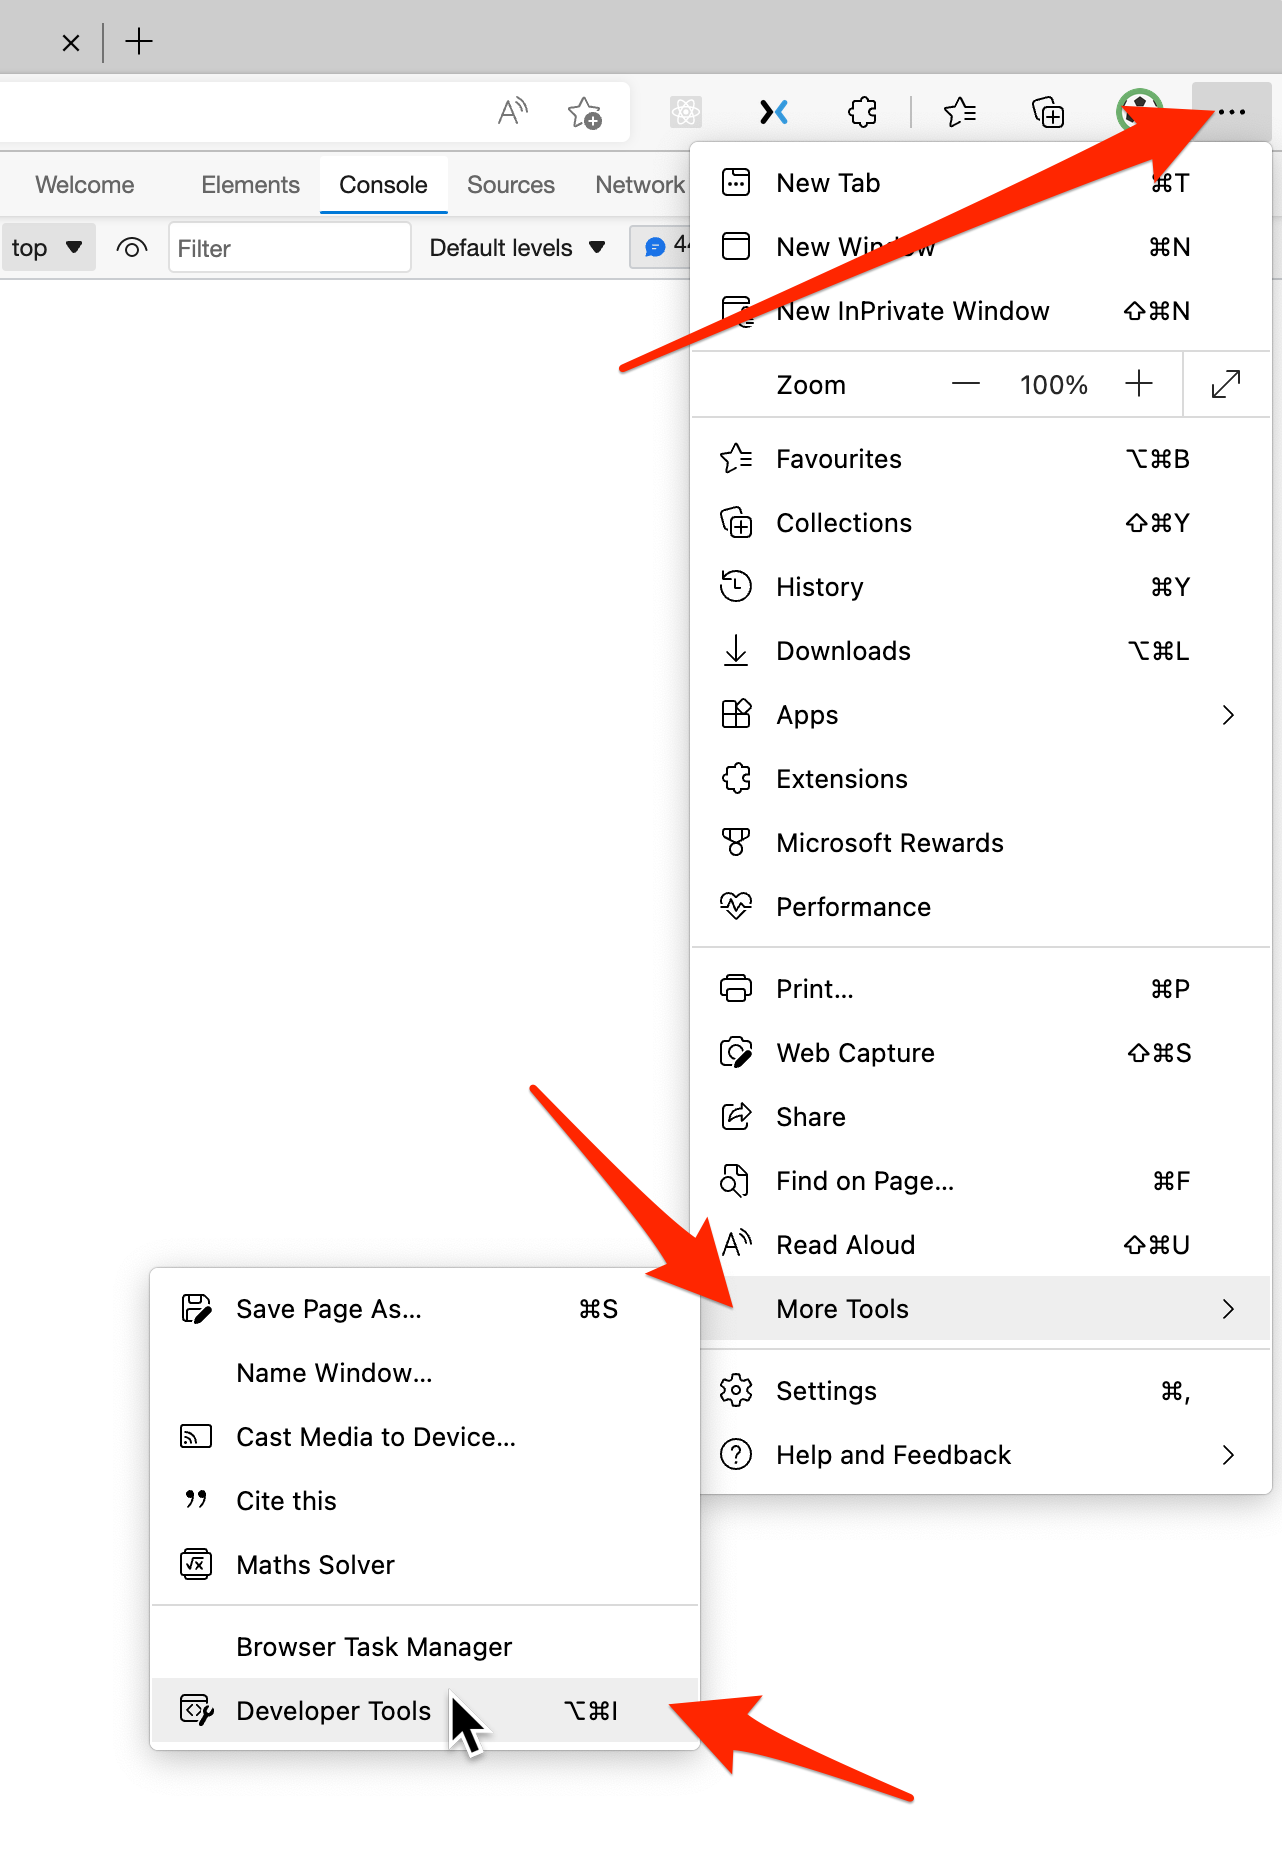 Welcome Elements Console Sources Network
top Filter Default levels 44
New Tab ⌘T
New Window ⌘N
New InPrivate Window ⇧⌘N
Zoom — 100% +
Favourites ⌥⌘B
Collections ⇧⌘Y
History ⌘Y
Downloads ⌥⌘L
Apps
Extensions
Microsoft Rewards
Performance
Print... ⌘P
Web Capture ⇧⌘S
Share
Find on Page... ⌘F
Read Aloud ⇧⌘U
More Tools
Settings ⌘,
Help and Feedback
Save Page As... ⌘S
Name Window...
Cast Media to Device...
Cite this
Maths Solver
Browser Task Manager
Developer Tools ⌥⌘I